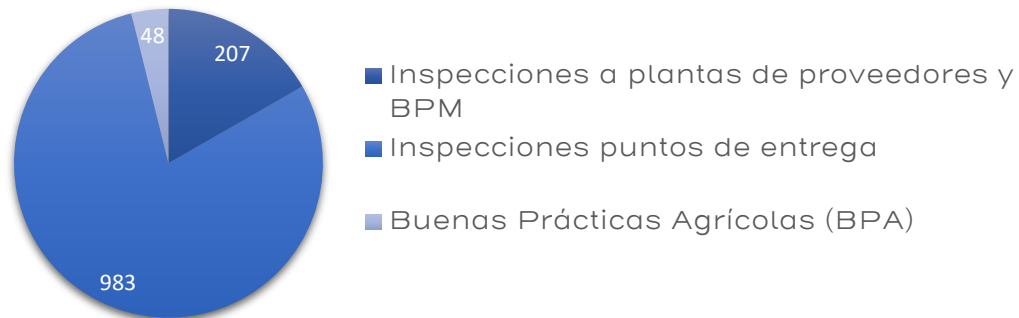 48
207
983
Inspecciones a plantas de proveedores y
BPM
Inspecciones puntos de entrega
Buenas Prácticas Agrícolas (BPA)